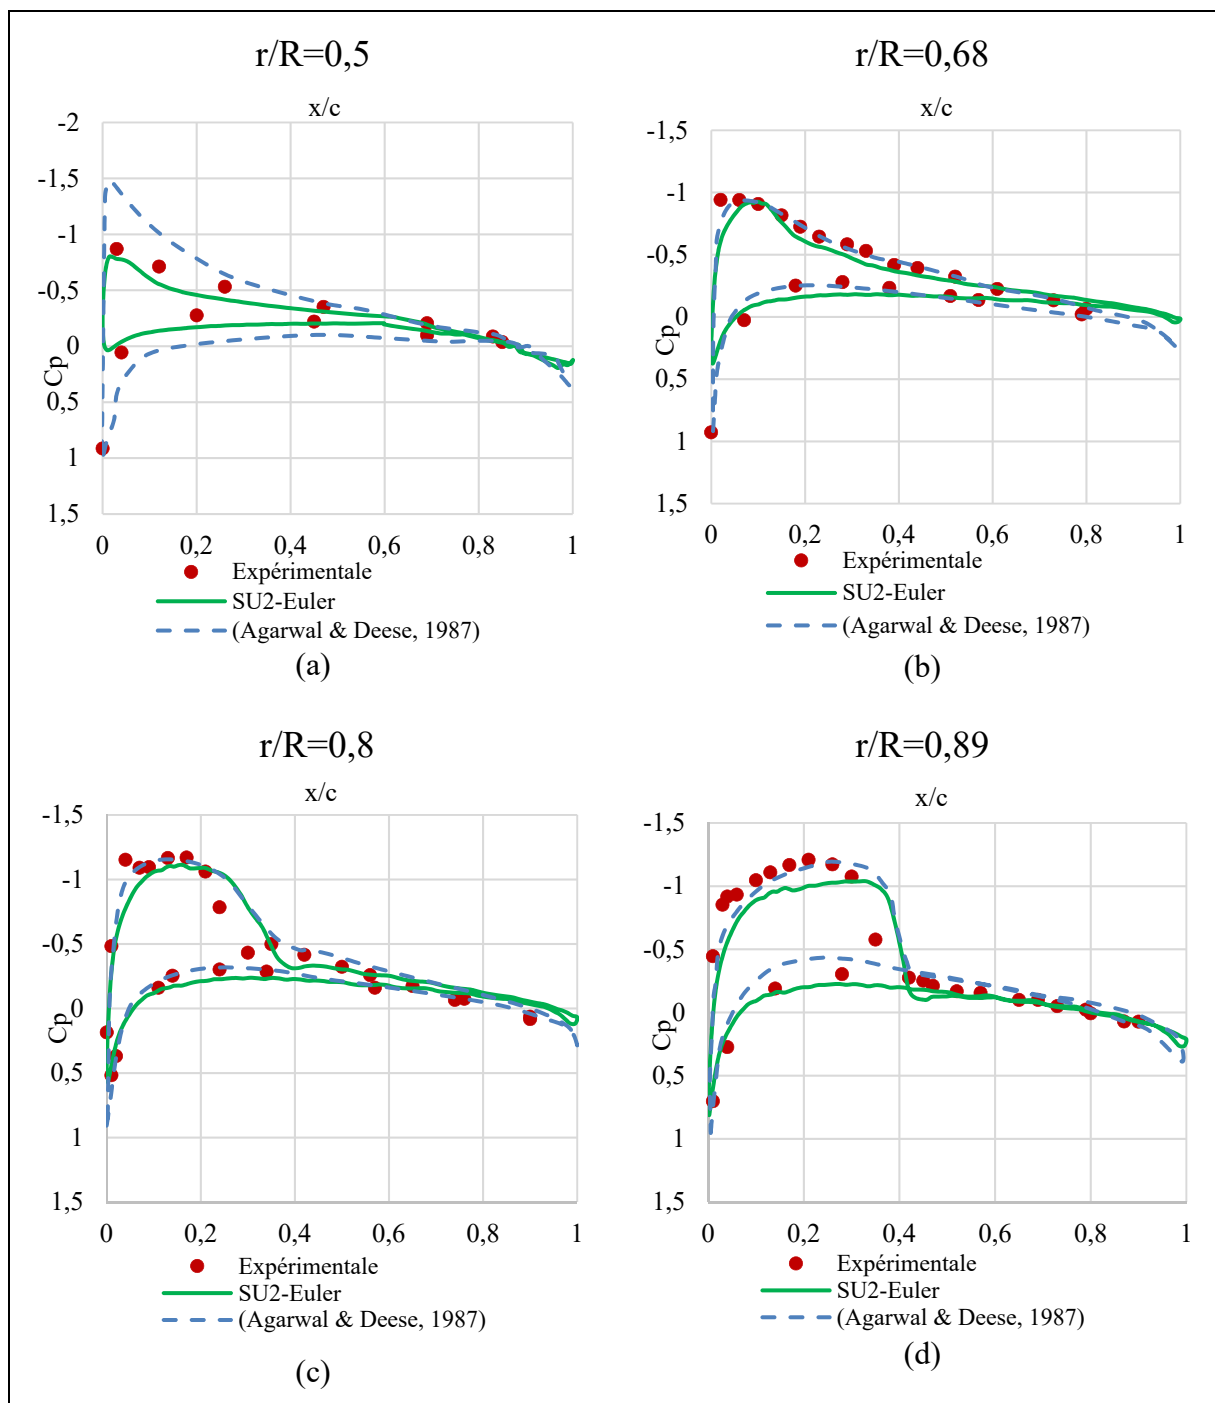 r/R=0,5
x/c
-2
-1,5
-1
-0,5
0
0,5
1
1,5
Cp
0 0,2 0,4 0,6 0,8 1
Expérimentale
SU2-Euler
(Agarwal & Deese, 1987)
(a)
r/R=0,68
x/c
-1,5
-1
-0,5
0
0,5
1
1,5
0 0,2 0,4 0,6 0,8 1
Expérimentale
SU2-Euler
(Agarwal & Deese, 1987)
(b)
r/R=0,8
x/c
-1,5
-1
-0,5
0
0,5
1
1,5
Cp
0 0,2 0,4 0,6 0,8 1
Expérimentale
SU2-Euler
(Agarwal & Deese, 1987)
(c)
r/R=0,89
x/c
-1,5
-1
-0,5
0
0,5
1
1,5
Cp
0 0,2 0,4 0,6 0,8 1
Expérimentale
SU2-Euler
(Agarwal & Deese, 1987)
(d)